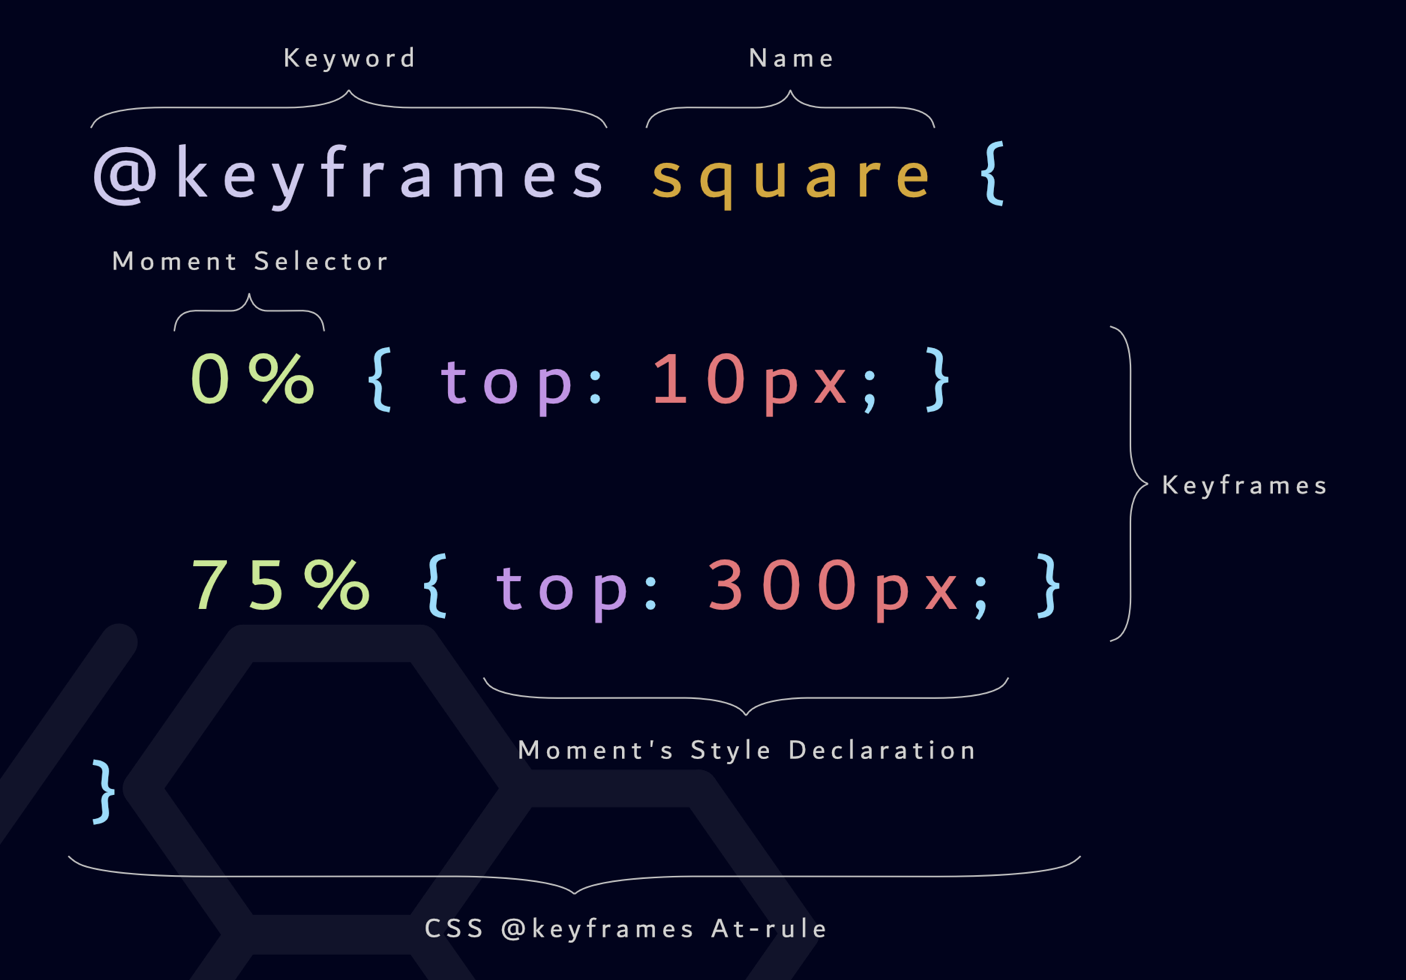 Keyword Name
@keyframes square {
Moment Selector
0% { top: 10px; }
Keyframes
75% { top: 300px; }
Moment's Style Declaration
}
CSS @keyframes At-rule